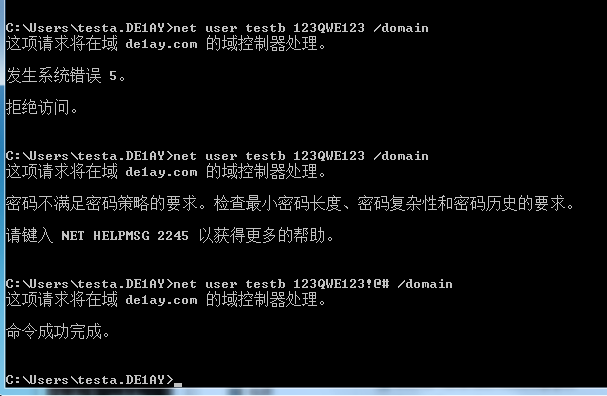 C:\Users\testa.DE1AY>net user testb 123QWE123 /domain
这项请求将在域 de1ay.com 的域控制器处理。
发生系统错误 5。
拒绝访问。
C:\Users\testa.DE1AY>net user testb 123QWE123 /domain
这项请求将在域 de1ay.com 的域控制器处理。
密码不满足密码策略的要求。检查最小密码长度、密码复杂性和密码历史的要求。
请键入 NET HELPMSG 2245 以获得更多的帮助。
C:\Users\testa.DE1AY>net user testb 123QWE123!@# /domain
这项请求将在域 de1ay.com 的域控制器处理。
命令成功完成。
C:\Users\testa.DE1AY>